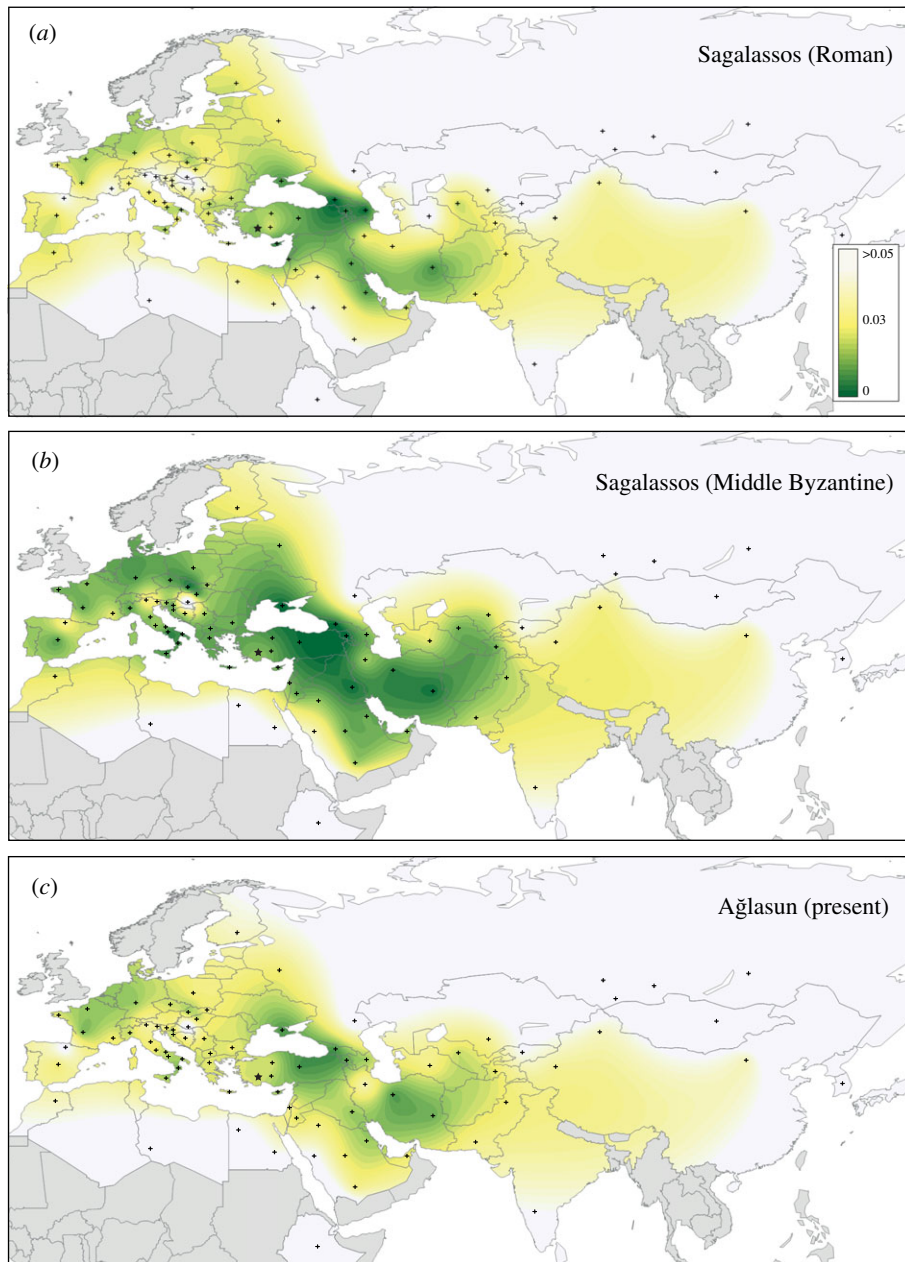 (a)
Sagalassos (Roman)
>0.05
0.03
0
(b)
Sagalassos (Middle Byzantine)
(c)
Ağlasun (present)